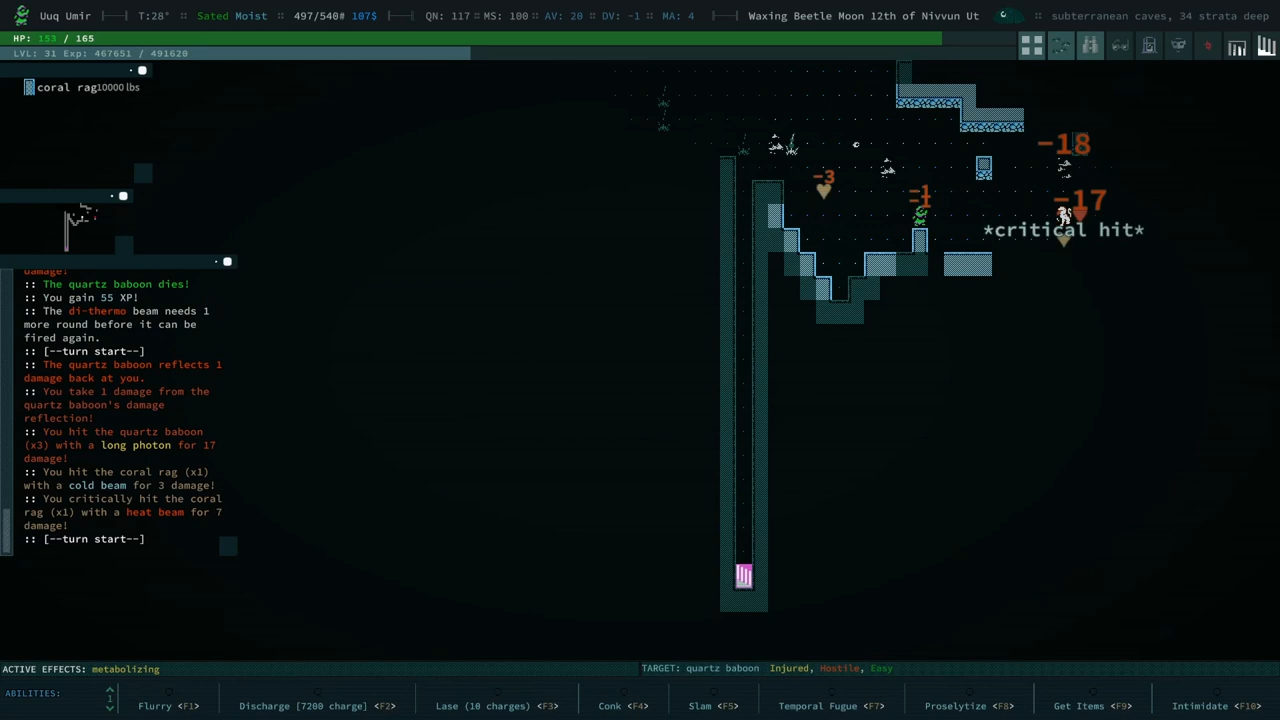 Uuq Umir T:28° Sated Moist 497/540# 107$ QN: 117 MS: 100 AV: 20 DV: -1 MA: 4 Waxing Beetle Moon 12th of Nivvun Ut subterranean caves, 34 strata deep
HP: 153 / 165
LVL: 31 Exp: 467651 / 491620
coral rag10000 lbs
-18
-3
-1
-1
-17
*critical hit*
damage!
:: The quartz baboon dies!
:: You gain 55 XP!
:: The di-thermo beam needs 1
more round before it can be
fired again.
:: [--turn start--]
:: The quartz baboon reflects 1
damage back at you.
:: You take 1 damage from the
quartz baboon's damage
reflection!
:: You hit the quartz baboon
(x3) with a long photon for 17
damage!
:: You hit the coral rag (x1)
with a cold beam for 3 damage!
:: You critically hit the coral
rag (x1) with a heat beam for 7
damage!
:: [--turn start--]
ACTIVE EFFECTS: metabolizing
TARGET: quartz baboon Injured, Hostile, Easy
ABILITIES: 1 Flurry <F1> Discharge [7200 charge] <F2> Lase (10 charges) <F3> Conk <F4> Slam <F5> Temporal Fugue <F7> Proselytize <F8> Get Items <F9> Intimidate <F10>